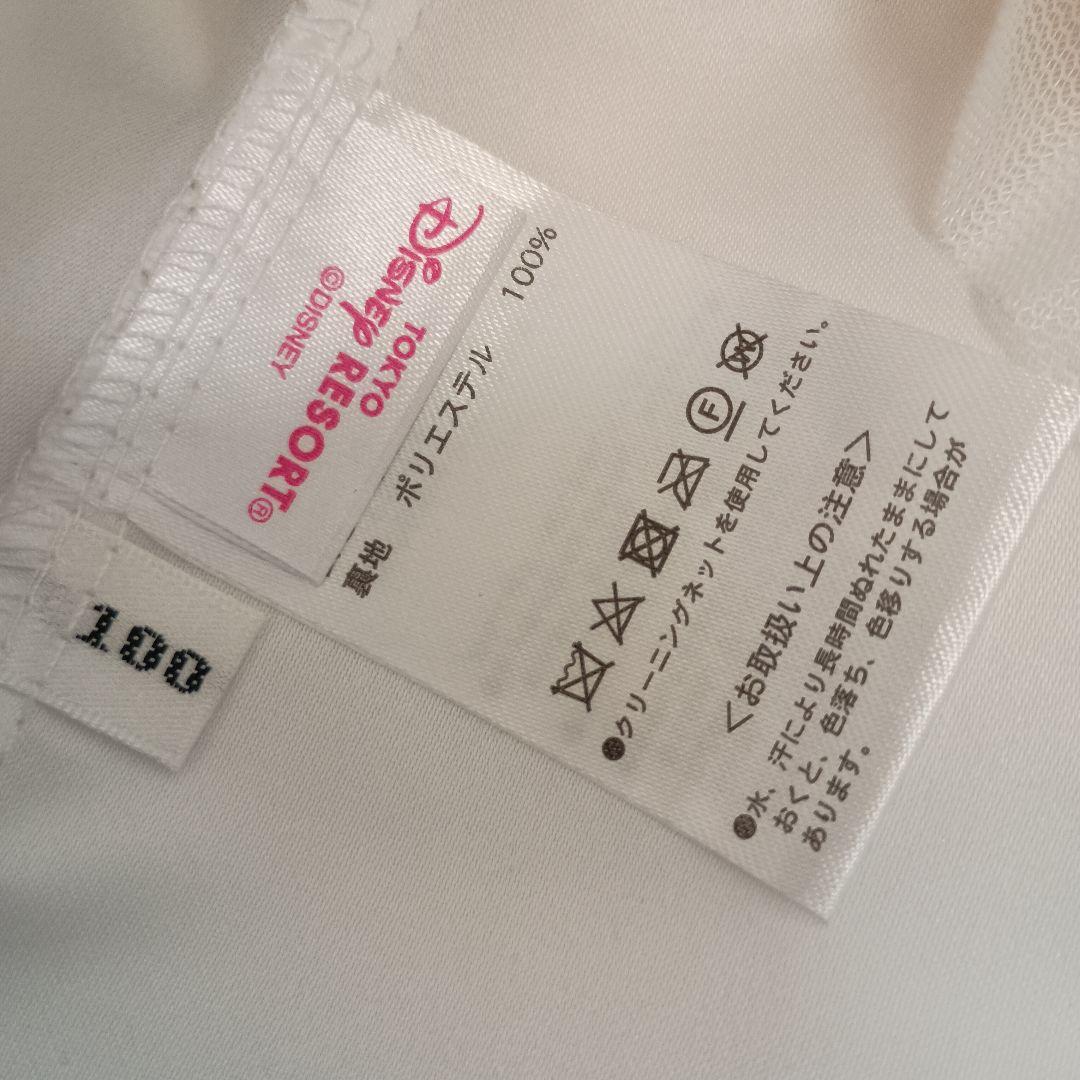 TOKYO
Disney RESORT®
©DISNEY
100
裏地 ポリエステル 100%
F
W
●クリーニングネットを使用してください。
＜お取扱い上の注意＞
●水、汗により長時間ぬれたままにして
おくと、色落ち、色移りする場合が
あります。